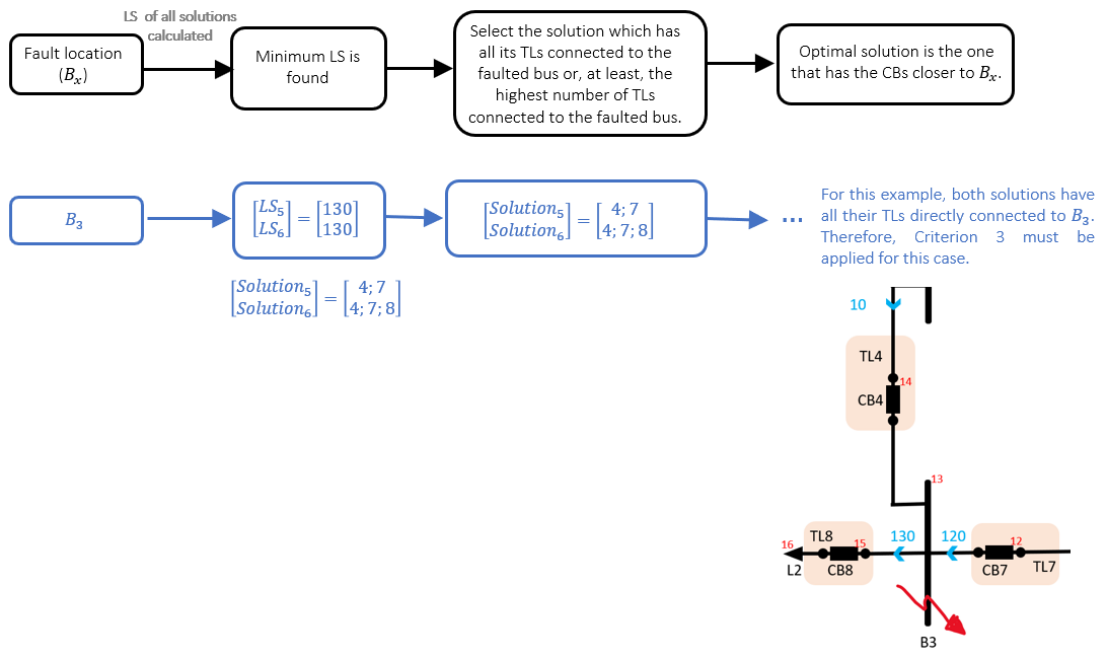 LS of all solutions
calculated
Fault location
(Bₓ)
Minimum LS is
found
Select the solution which has
all its TLs connected to the
faulted bus or, at least, the
highest number of TLs
connected to the faulted bus.
Optimal solution is the one
that has the CBs closer to Bₓ.
B₃
[LS₅] = [130]
[LS₆] [130]
[Solution₅] = [4; 7]
[Solution₆] [4; 7; 8]
...
For this example, both solutions have
all their TLs directly connected to B₃.
Therefore, Criterion 3 must be
applied for this case.
[Solution₅] = [4; 7]
[Solution₆] [4; 7; 8]
10
TL4
14
CB4
13
16
TL8
15
130
120
12
TL7
L2
CB8
CB7
B3